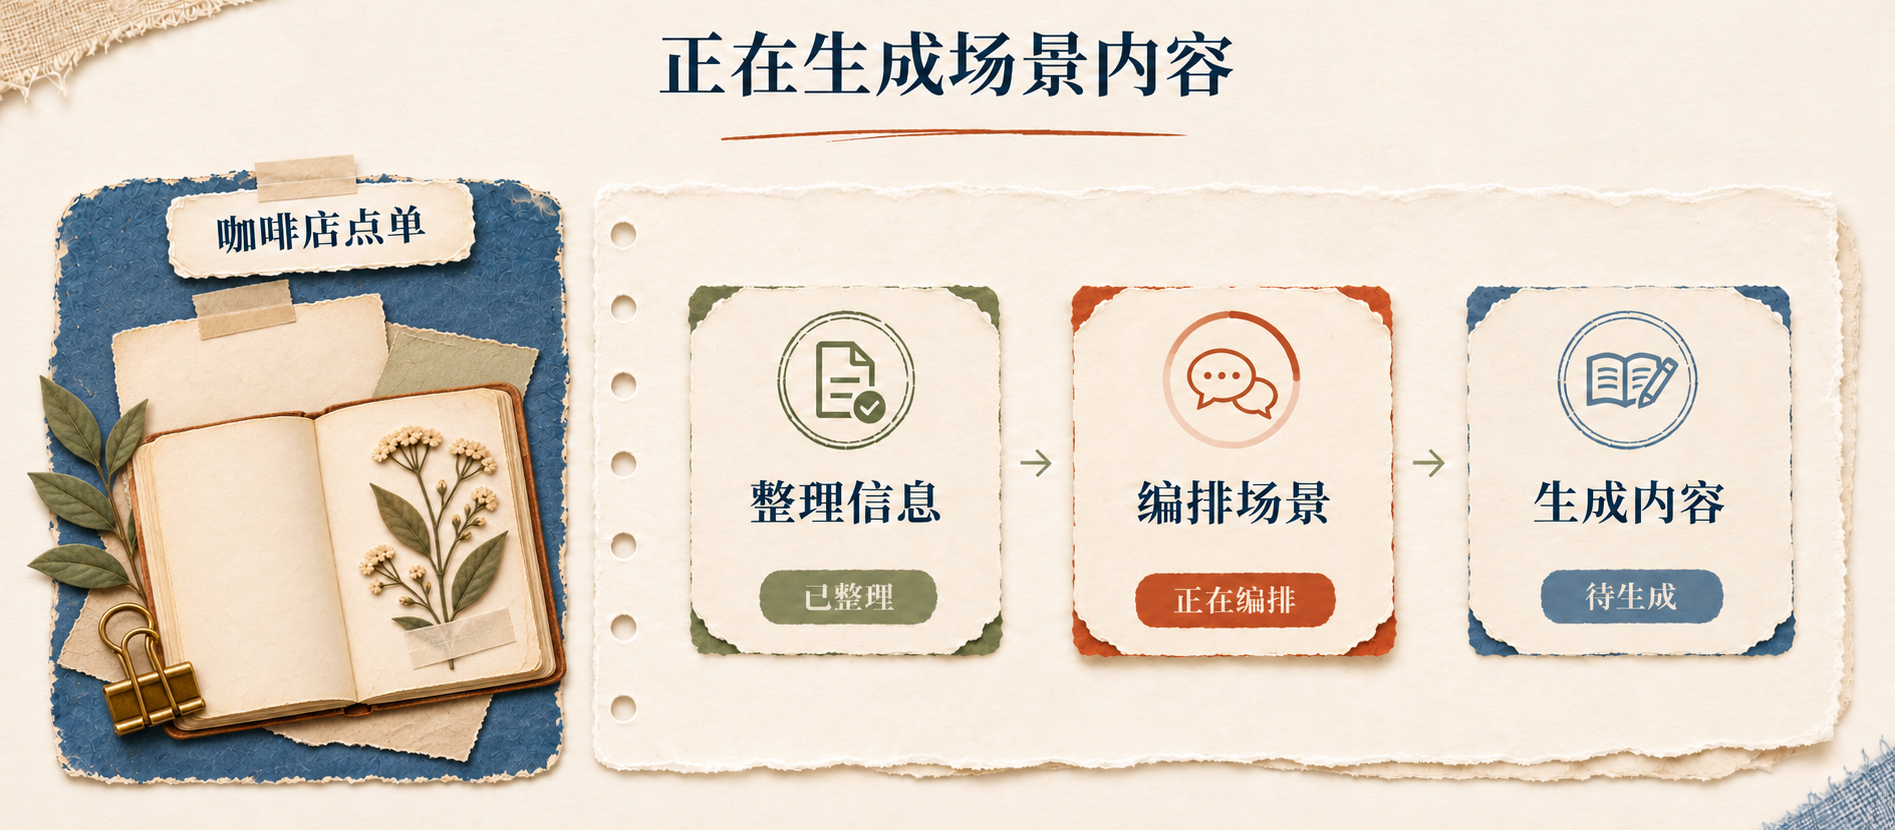 正在生成场景内容
咖啡店点单
整理信息
已整理
编排场景
正在编排
生成内容
待生成